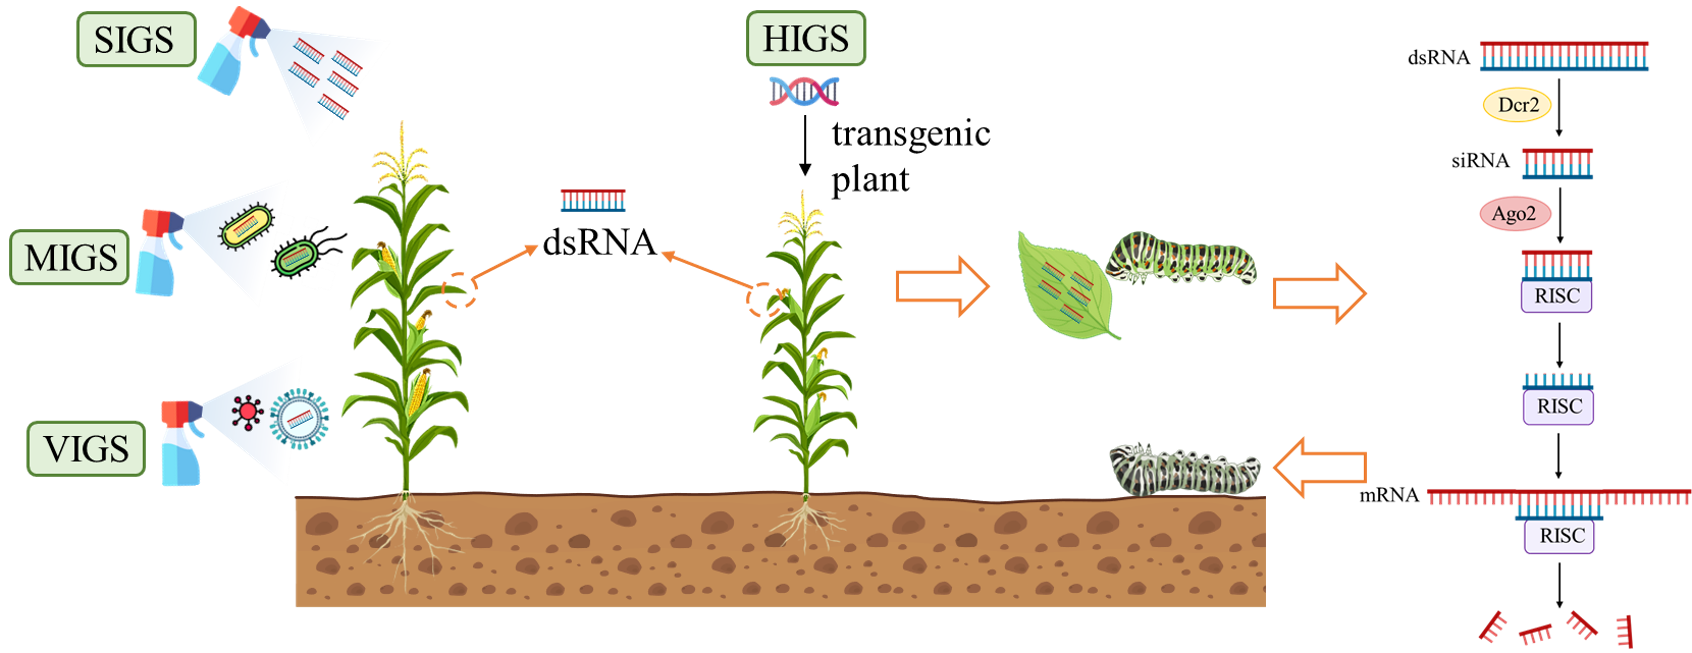 SIGS
HIGS
transgenic
plant
MIGS
dsRNA
VIGS
dsRNA
Dcr2
siRNA
Ago2
RISC
RISC
mRNA
RISC